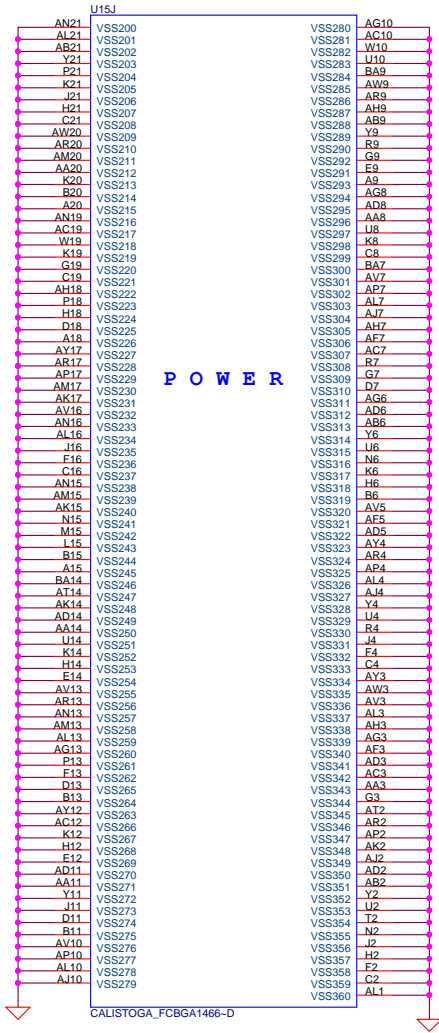 U15J
AN21 VSS200 VSS280 AG10
AL21 VSS201 VSS281 AC10
AB21 VSS202 VSS282 W10
Y21 VSS203 VSS283 U10
P21 VSS204 VSS284 BA9
K21 VSS205 VSS285 AW9
J21 VSS206 VSS286 AR9
H21 VSS207 VSS287 AH9
C21 VSS208 VSS288 AB9
AW20 VSS209 VSS289 Y9
AR20 VSS210 VSS290 R9
AM20 VSS211 VSS292 G9
AA20 VSS212 VSS291 E9
K20 VSS213 VSS293 A9
B20 VSS214 VSS294 AG8
A20 VSS215 VSS295 AD8
AN19 VSS216 VSS296 AA8
AC19 VSS217 VSS297 U8
W19 VSS218 VSS298 K8
K19 VSS219 VSS299 C8
G19 VSS220 VSS300 BA7
C19 VSS221 VSS301 AV7
AH18 VSS222 VSS302 AP7
P18 VSS223 VSS303 AL7
H18 VSS224 VSS304 AJ7
D18 VSS225 VSS305 AH7
A18 VSS226 VSS306 AF7
AY17 VSS227 VSS307 AC7
AR17 VSS228 VSS308 R7
AP17 VSS229 P O W E R VSS309 G7
AM17 VSS230 VSS310 D7
AK17 VSS231 VSS311 AG6
AV16 VSS232 VSS312 AD6
AN16 VSS233 VSS313 AB6
AL16 VSS234 VSS314 Y6
J16 VSS235 VSS315 U6
F16 VSS236 VSS316 N6
C16 VSS237 VSS317 K6
AN15 VSS238 VSS318 H6
AM15 VSS239 VSS319 B6
AK15 VSS240 VSS320 AV5
N15 VSS241 VSS321 AF5
M15 VSS242 VSS322 AD5
L15 VSS243 VSS323 AY4
B15 VSS244 VSS324 AR4
A15 VSS245 VSS325 AP4
BA14 VSS246 VSS326 AL4
AT14 VSS247 VSS327 AJ4
AK14 VSS248 VSS328 Y4
AD14 VSS249 VSS329 U4
AA14 VSS250 VSS330 R4
U14 VSS251 VSS331 J4
K14 VSS252 VSS332 F4
H14 VSS253 VSS333 C4
E14 VSS254 VSS334 AY3
AV13 VSS255 VSS335 AW3
AR13 VSS256 VSS336 AV3
AN13 VSS257 VSS337 AL3
AM13 VSS258 VSS338 AH3
AL13 VSS259 VSS339 AG3
AG13 VSS260 VSS340 AF3
P13 VSS261 VSS341 AD3
F13 VSS262 VSS342 AC3
D13 VSS264 VSS343 AA3
B13 VSS265 VSS344 G3
AY12 VSS263 VSS345 AT2
AC12 VSS266 VSS346 AR2
K12 VSS267 VSS347 AP2
H12 VSS268 VSS348 AK2
E12 VSS269 VSS349 AJ2
AD11 VSS270 VSS350 AD2
AA11 VSS271 VSS351 AB2
Y11 VSS272 VSS352 Y2
J11 VSS273 VSS353 U2
D11 VSS274 VSS354 T2
B11 VSS275 VSS355 N2
AV10 VSS276 VSS356 J2
AP10 VSS277 VSS357 H2
AL10 VSS278 VSS358 F2
AJ10 VSS279 VSS359 C2
VSS360 AL1
CALISTOGA_FCBGA1466~D